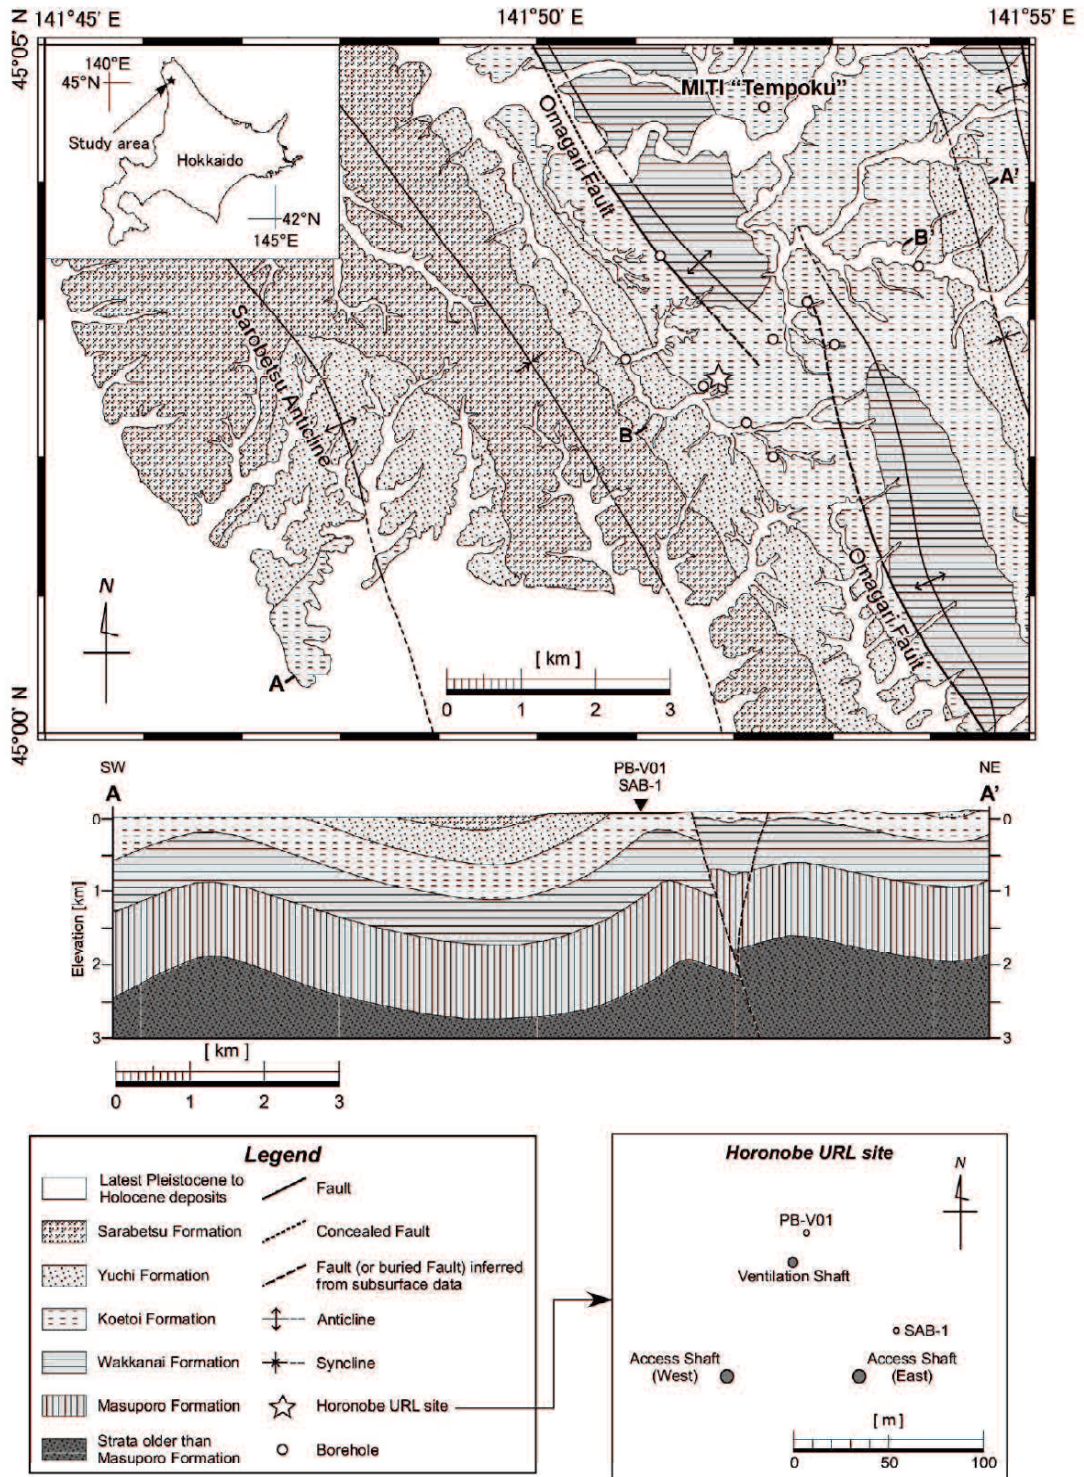 141°45' E
141°50' E
141°55' E
45°05' N
140°E
45°N
Study area
Hokkaido
42°N
145°E
MITI "Tempoku"
Omagari Fault
A'
B'
Sarobetsu Anticline
B
Omagari Fault
N
A
[ km ]
0 1 2 3
45°00' N
SW
PB-V01
NE
A
SAB-1
A'
0
0
1
1
2
2
3
3
Elevation [km]
[ km ]
0 1 2 3
Legend
Latest Pleistocene to
Holocene deposits
Fault
Sarabetsu Formation
Concealed Fault
Yuchi Formation
Fault (or buried Fault) inferred
from subsurface data
Koetoi Formation
Anticline
Wakkanai Formation
Syncline
Masuporo Formation
Horonobe URL site
Strata older than
Masuporo Formation
Borehole
Horonobe URL site
N
PB-V01
Ventilation Shaft
SAB-1
Access Shaft
(West)
Access Shaft
(East)
[ m ]
0 50 100